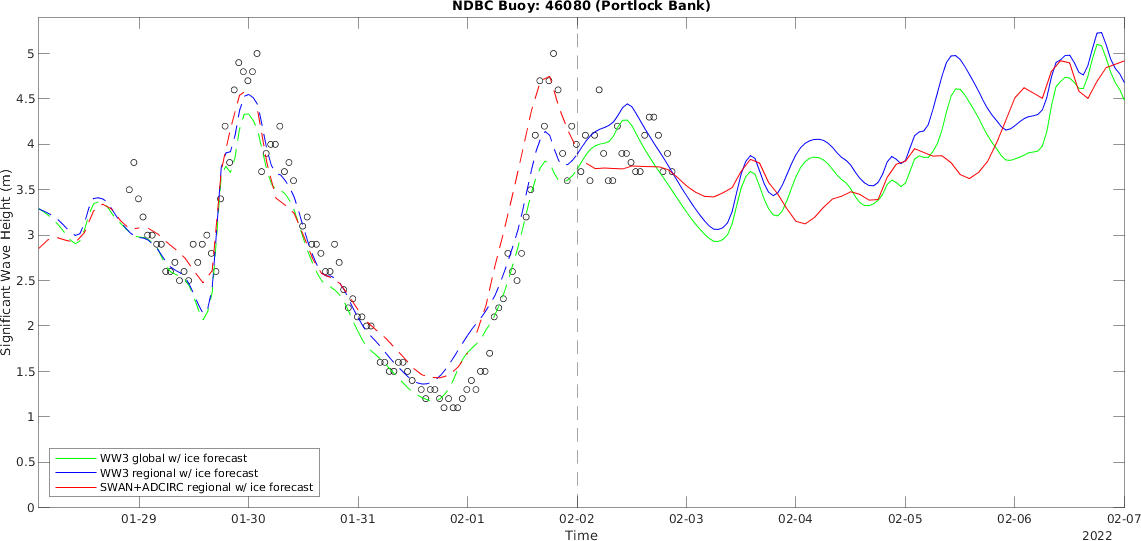 NDBC Buoy: 46080 (Portlock Bank)
Significant Wave Height (m)
5
4.5
4
3.5
3
2.5
2
1.5
1
0.5
0
WW3 global w/ ice forecast
WW3 regional w/ ice forecast
SWAN+ADCIRC regional w/ ice forecast
01-29 01-30 01-31 02-01 02-02 02-03 02-04 02-05 02-06 02-07
Time
2022